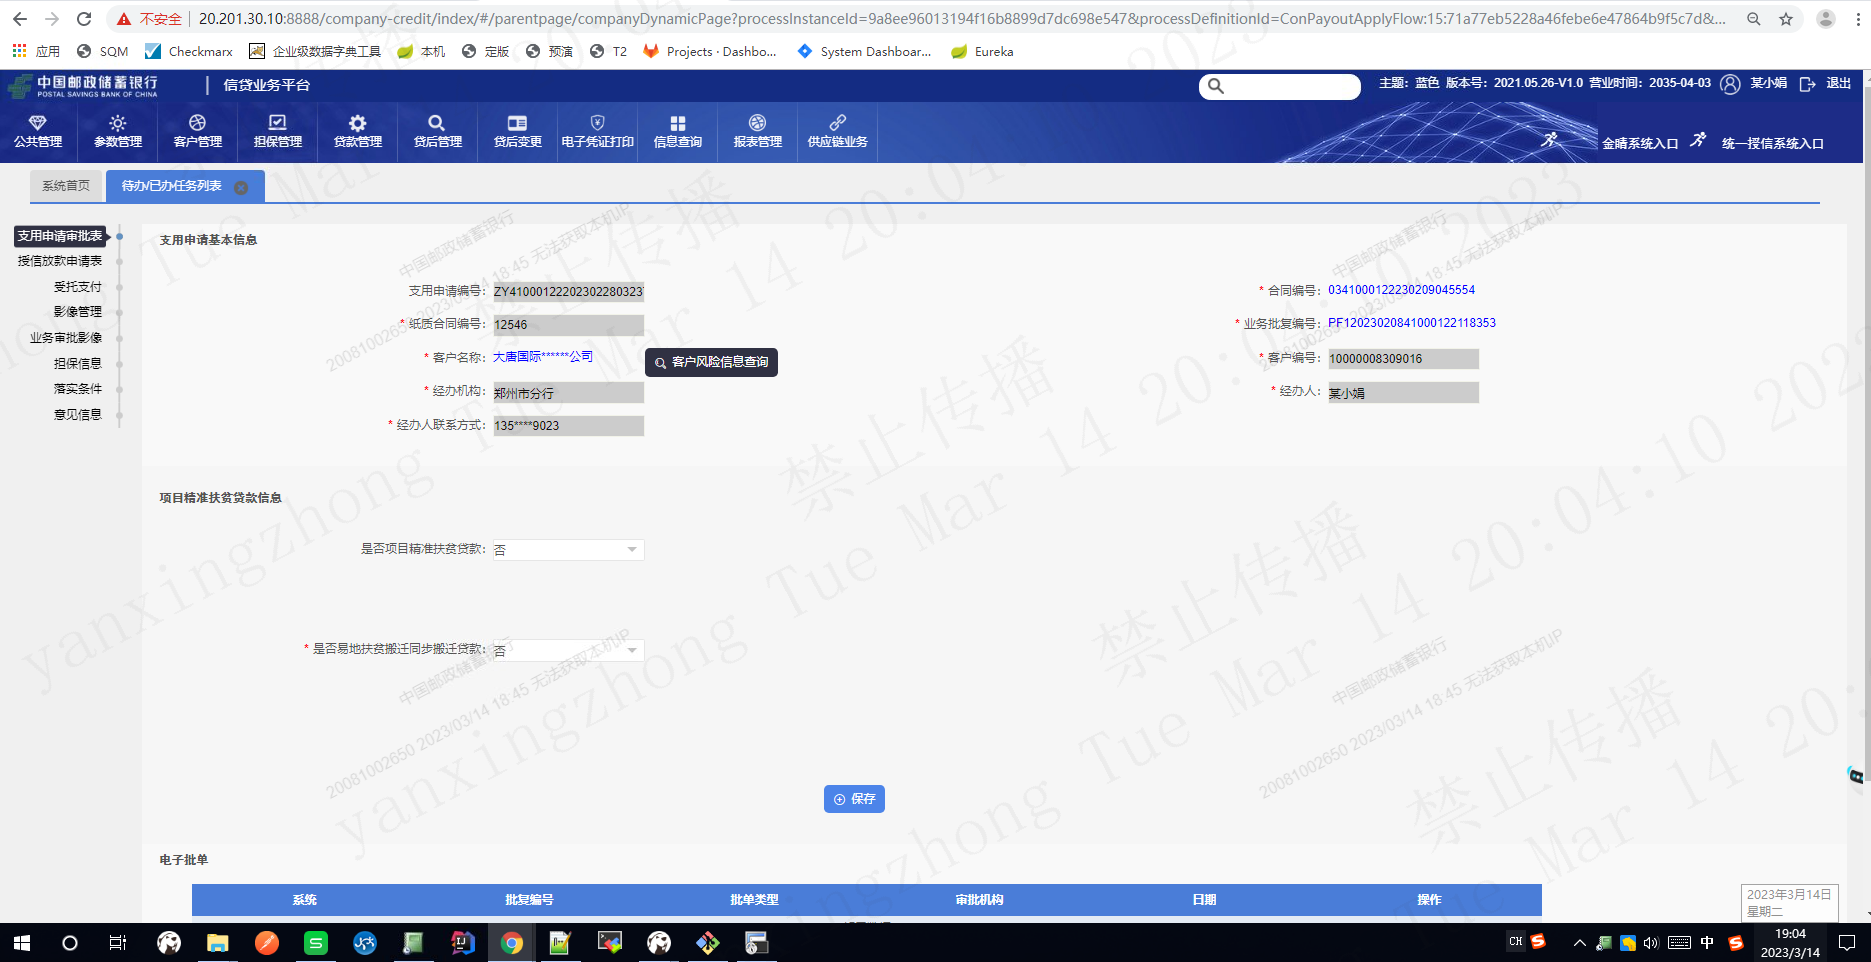 不安全 20.201.30.10:8888/company-credit/index/#/parentpage/companyDynamicPage?processInstanceId=9a8ee96013194f16b8899d7dc698e547&processDefinitionId=ConPayoutApplyFlow:15:71a77eb5228a46febe6e47864b9f5c7d&...
应用 SQM Checkmarx 企业级数据字典工具 本机 定版 预演 T2 Projects · Dashbo... System Dashboar... Eureka
中国邮政储蓄银行 信贷业务平台 主题: 蓝色 版本号: 2021.05.26-V1.0 营业时间: 2035-04-03 某小娟 退出
POSTAL SAVINGS BANK OF CHINA
公共管理 参数管理 客户管理 担保管理 贷款管理 贷后管理 贷后变更 电子凭证打印 信息查询 报表管理 供应链业务 金睛系统入口 统一授信系统入口
系统首页 待办/已办任务列表
支用申请审批表
授信放款申请表
受托支付
影像管理
业务审批影像
担保信息
落实条件
意见信息
支用申请基本信息
支用申请编号: ZY4100012220230228032 * 合同编号: 0341000122230209045554
* 纸质合同编号: 12546 * 业务批复编号: PF12023020841000122118353
* 客户名称: 大唐国际******公司 客户风险信息查询 * 客户编号: 10000008309016
* 经办机构: 郑州市分行 * 经办人: 某小娟
* 经办人联系方式: 135****9023
项目精准扶贫贷款信息
是否项目精准扶贫贷款: 否
* 是否易地扶贫搬迁同步搬迁贷款: 否
保存
电子批单
系统 批复编号 批单类型 审批机构 日期 操作
2023年3月14日
星期二
CH 中 19:04
2023/3/14
禁止传播
yanxingzhong Tue Mar 14 20:04:10 2023
中国邮政储蓄银行
20081002650 2023/03/14 18:45 无法获取本机IP